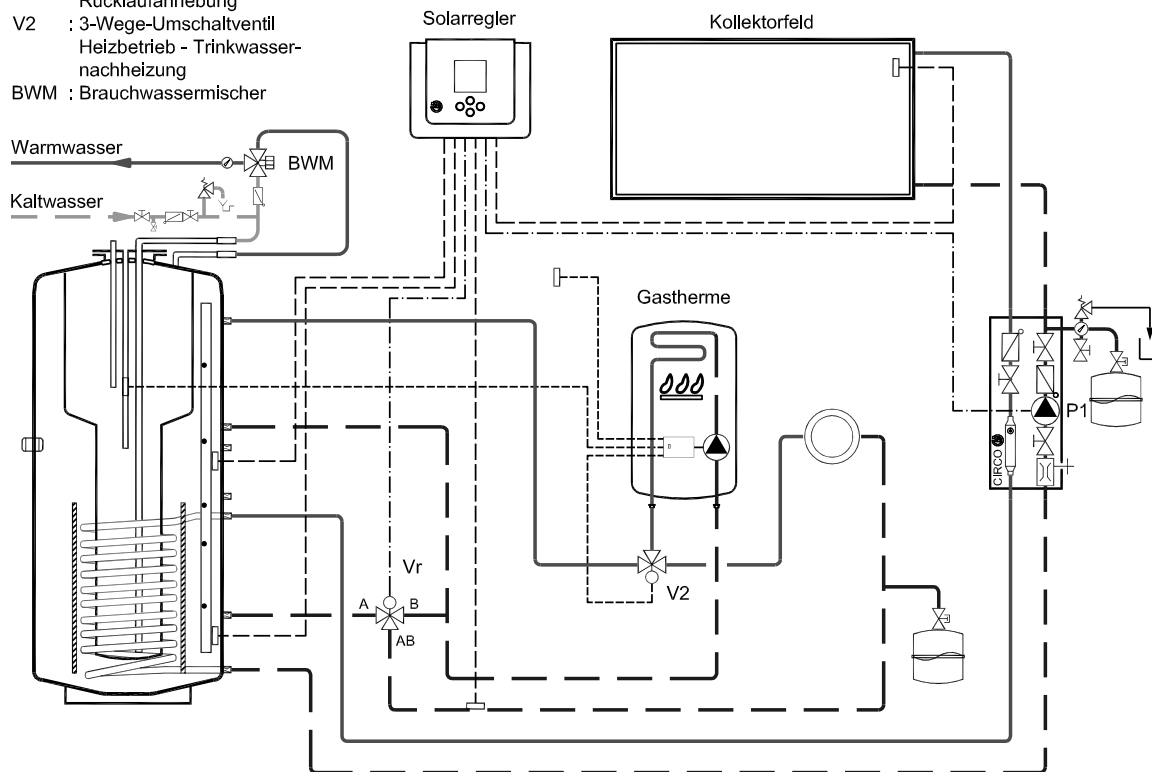 Rücklaufanhebung
V2 : 3-Wege-Umschaltventil
Heizbetrieb - Trinkwasser-
nachheizung
BWM : Brauchwassermischer
Solarregler
Kollektorfeld
Warmwasser
BWM
Kaltwasser
Gastherme
P1
CIRCO
Vr
V2
A
B
AB